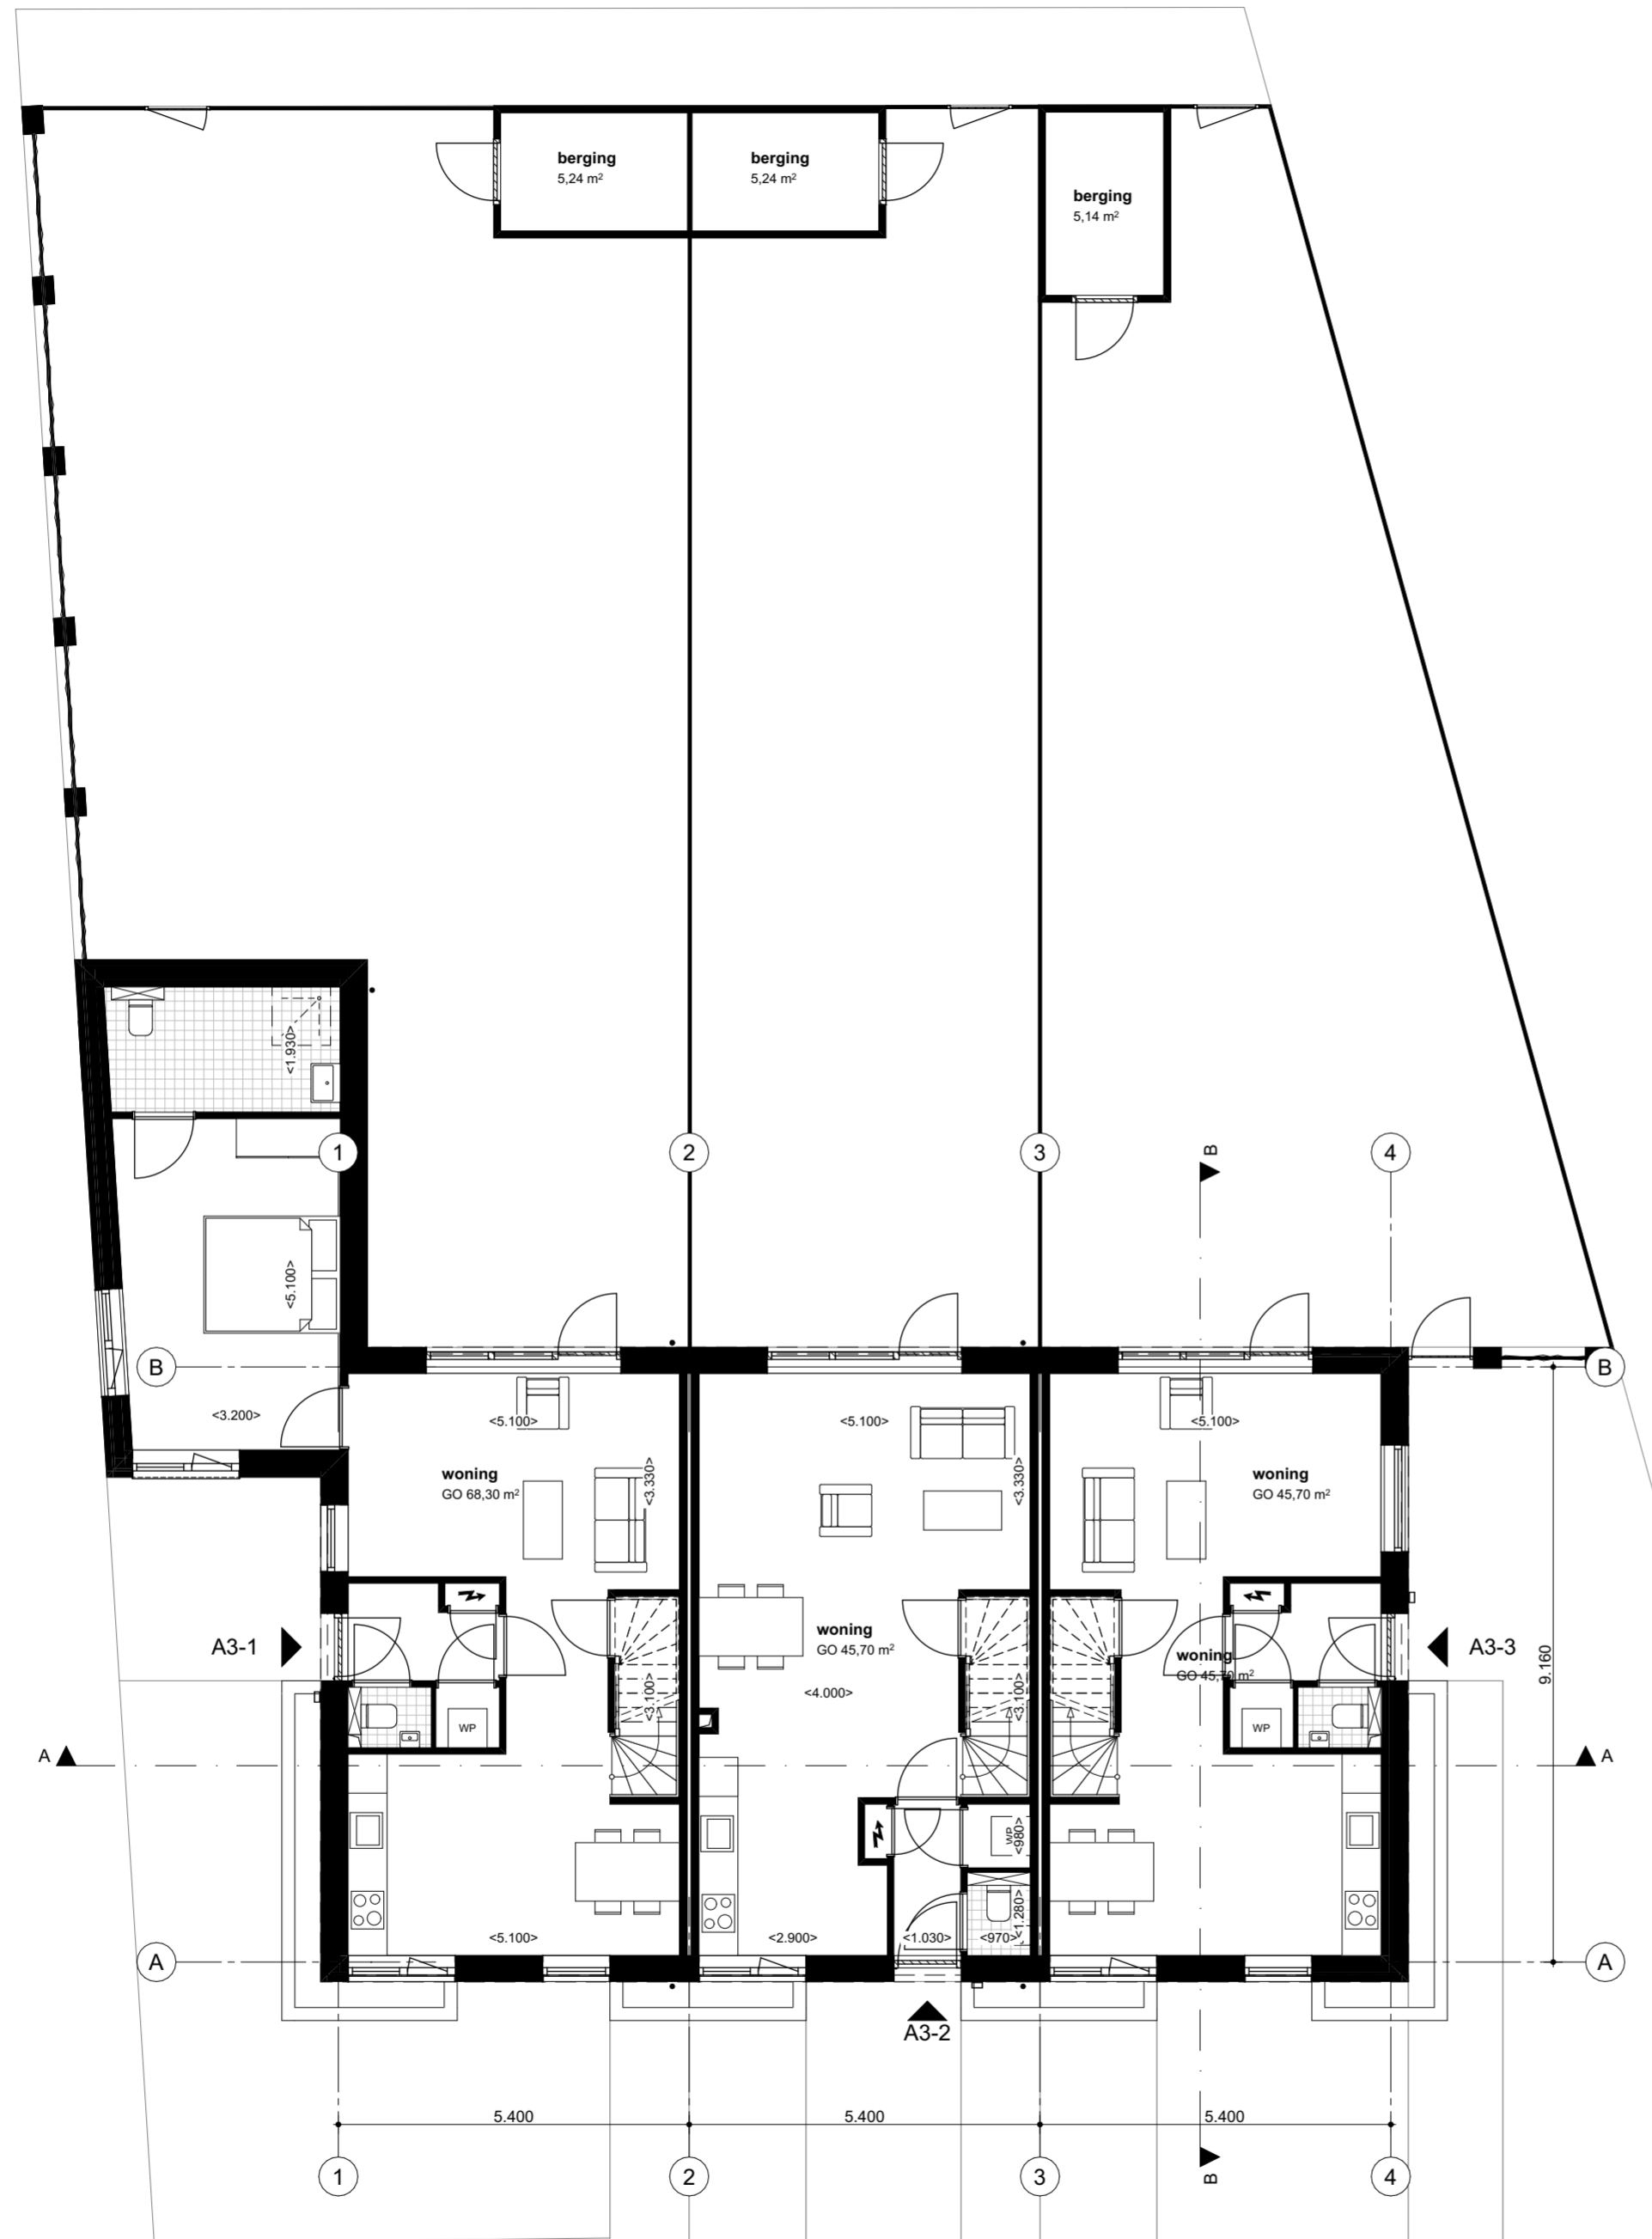 berging
5,24 m²
berging
5,24 m²
berging
5,14 m²
<1.930>
1
2
3
B
4
<5.100>
B
B
<3.200>
<5.100>
<5.100>
<5.100>
woning
GO 68,30 m²
<3.330>
<3.330>
woning
GO 45,70 m²
A3-1
woning
GO 45,70 m²
woning
GO 45,70 m²
A3-3
9.160
<3.100>
<4.000>
<3.100>
WP
WP
A
A
WP
<980>
<5.100>
<2.900>
<1.030>
<970>
<1.280>
A
A
A3-2
5.400
5.400
5.400
1
2
3
B
4